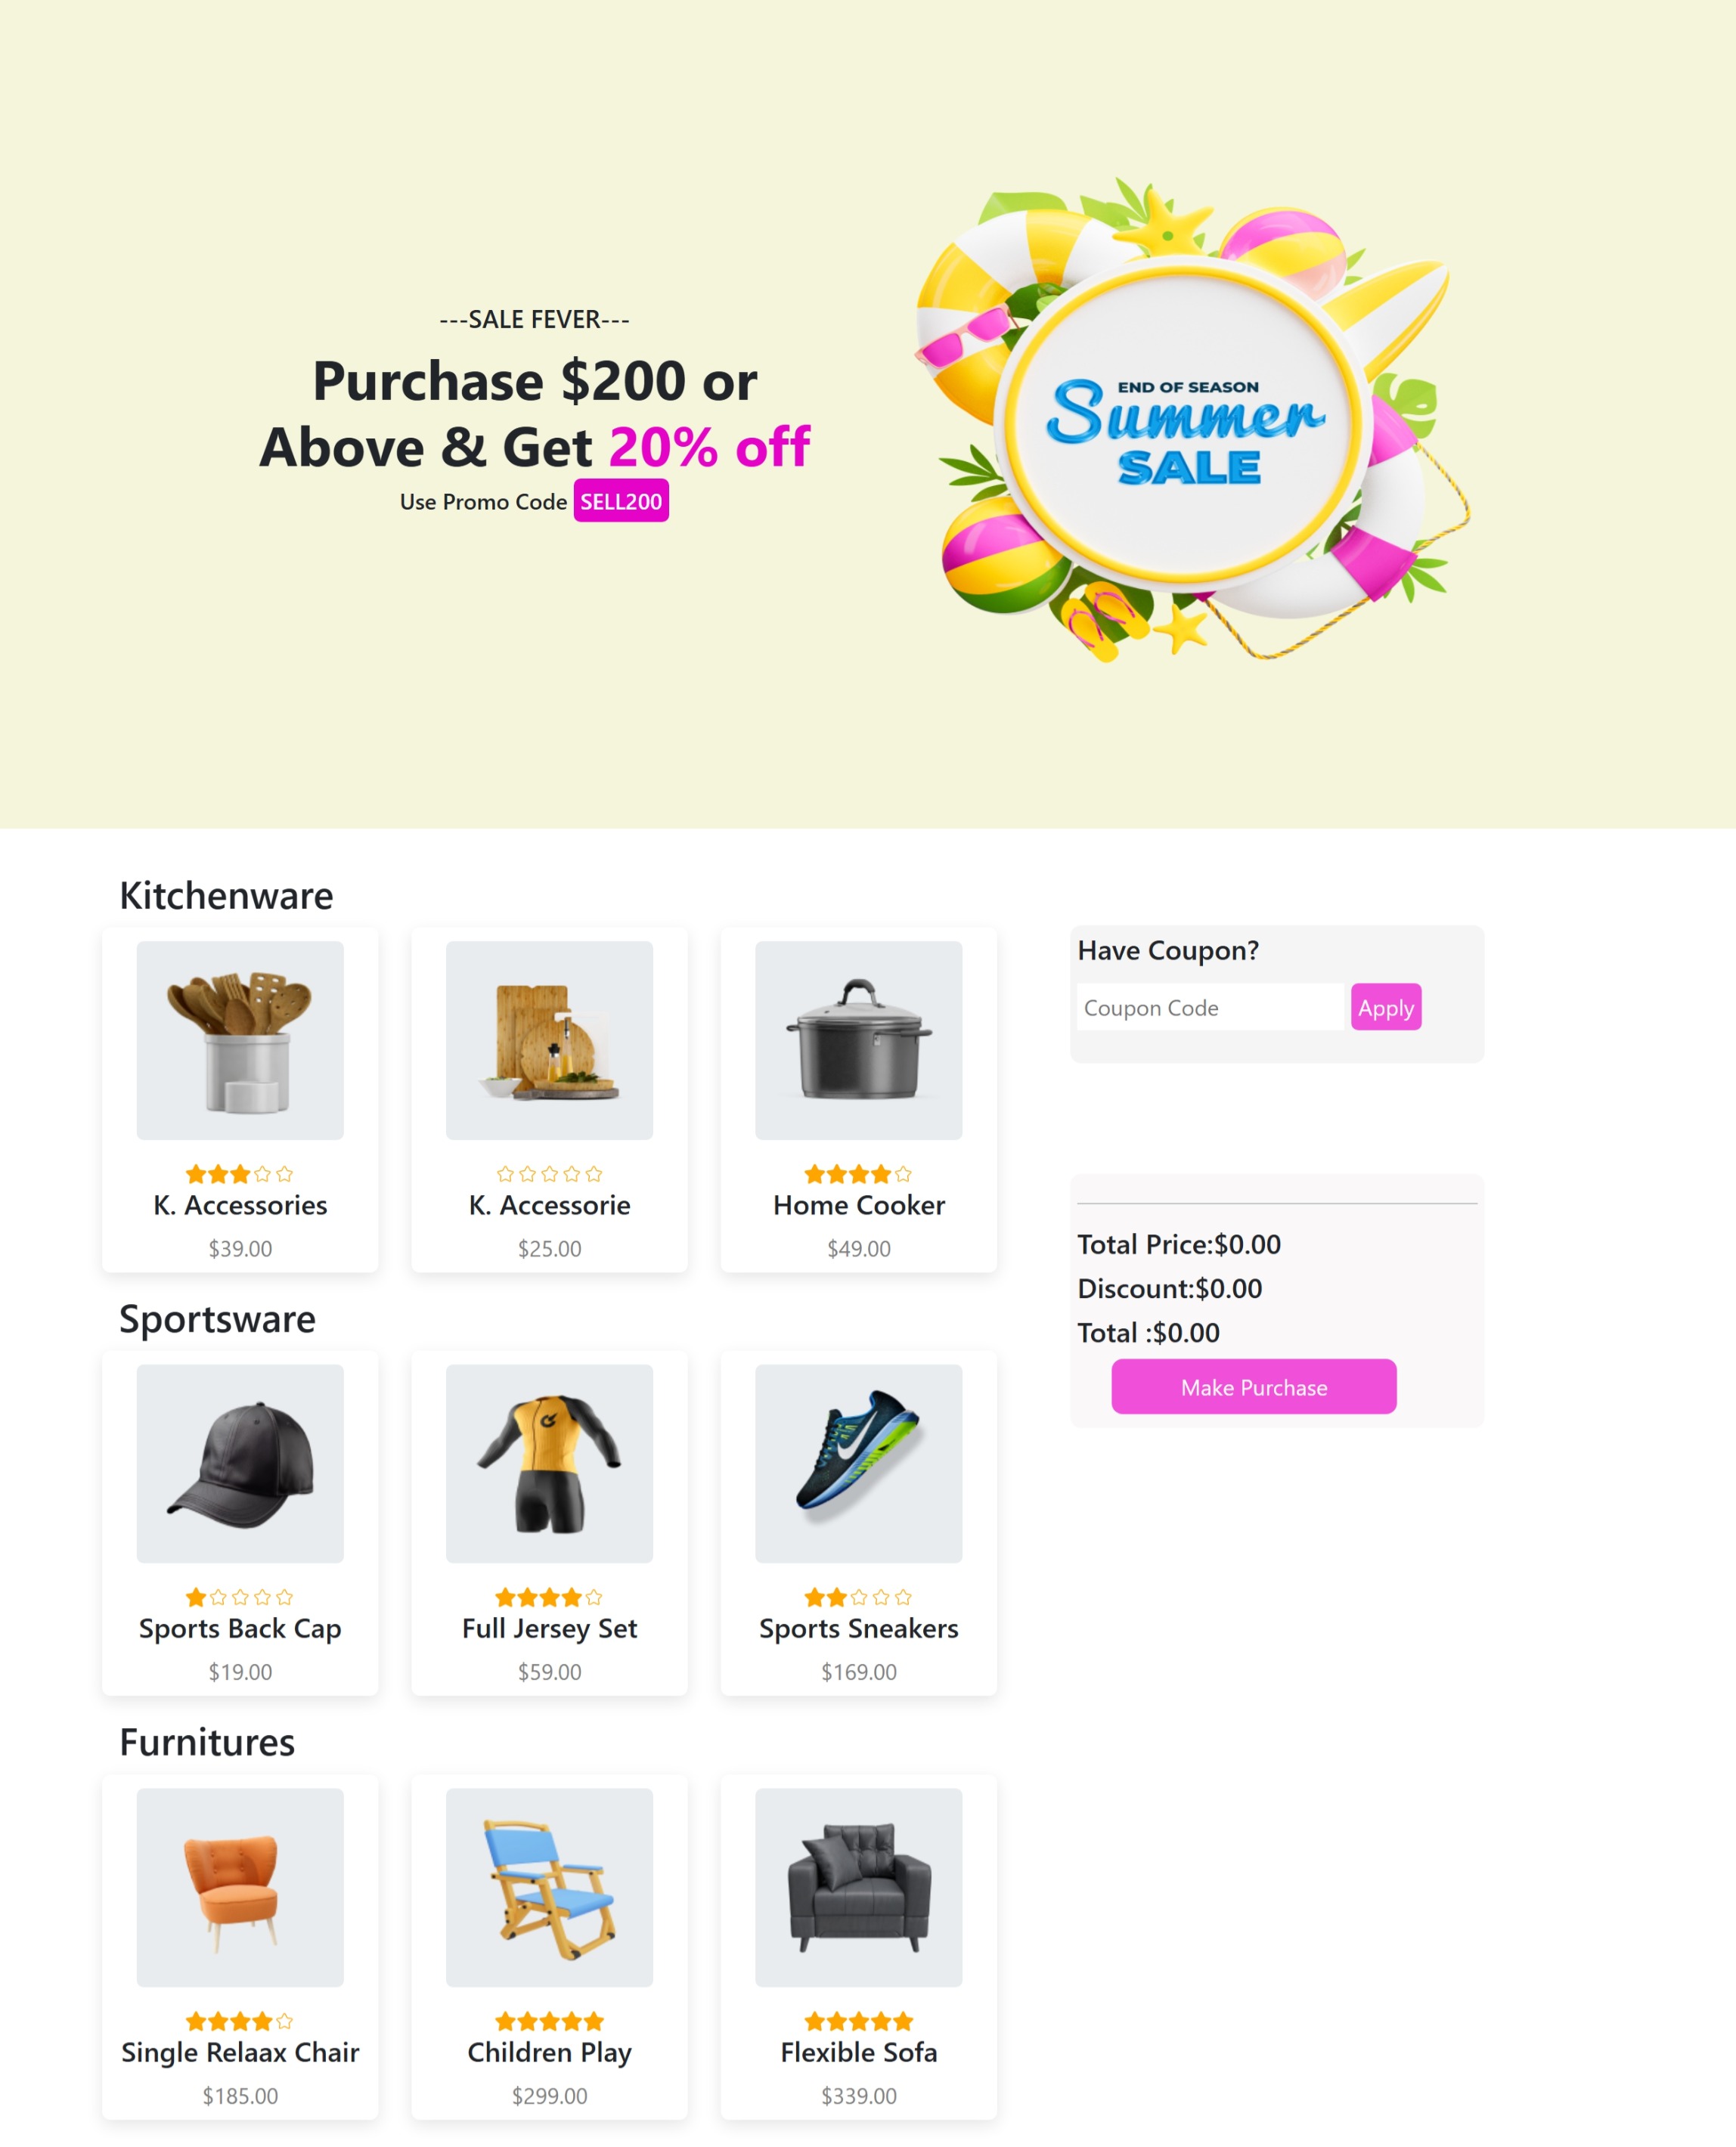 ---SALE FEVER---
Purchase $200 or
Above & Get 20% off
Use Promo Code SELL200
END OF SEASON
Summer
SALE
Kitchenware
K. Accessories
$39.00
K. Accessorie
$25.00
Home Cooker
$49.00
Have Coupon?
Coupon Code Apply
Total Price:$0.00
Discount:$0.00
Total :$0.00
Make Purchase
Sportsware
Sports Back Cap
$19.00
Full Jersey Set
$59.00
Sports Sneakers
$169.00
Furnitures
Single Relaax Chair
$185.00
Children Play
$299.00
Flexible Sofa
$339.00